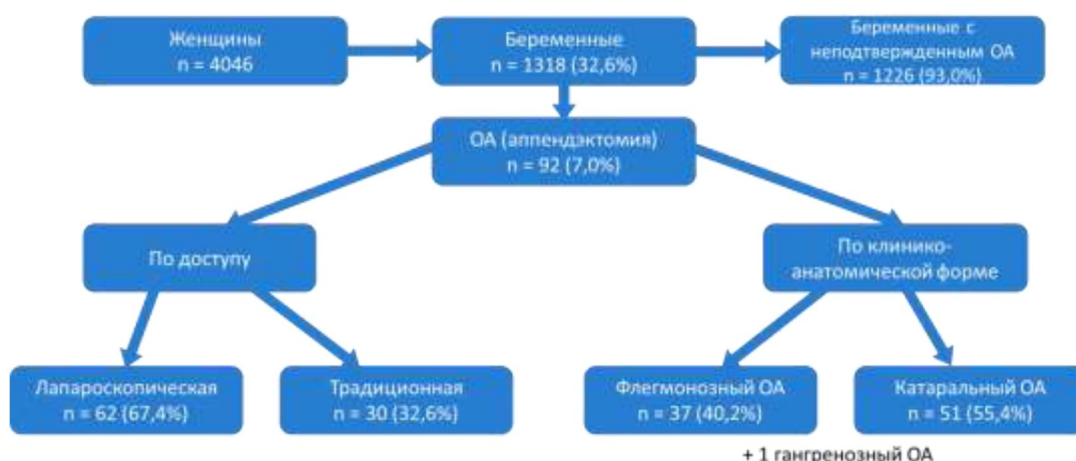 Женщины
n = 4046
Беременные
n = 1318 (32,6%)
Беременные с
неподтвержденным ОА
n = 1226 (93,0%)
ОА (аппендэктомия)
n = 92 (7,0%)
По доступу
По клинико-
анатомической форме
Лапароскопическая
n = 62 (67,4%)
Традиционная
n = 30 (32,6%)
Флегмонозный ОА
n = 37 (40,2%)
Катаральный ОА
n = 51 (55,4%)
+ 1 гангренозный ОА